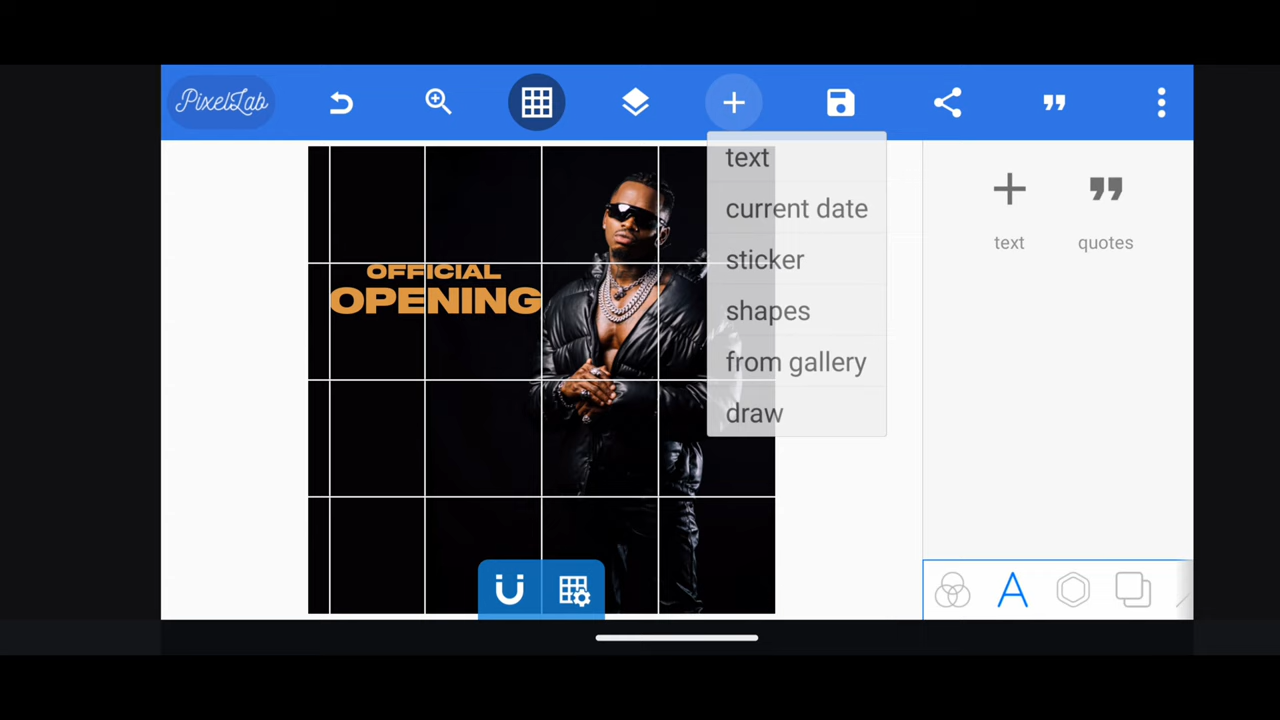 PixelLab
text
current date
sticker
shapes
from gallery
draw
OFFICIAL
OPENING
text
quotes